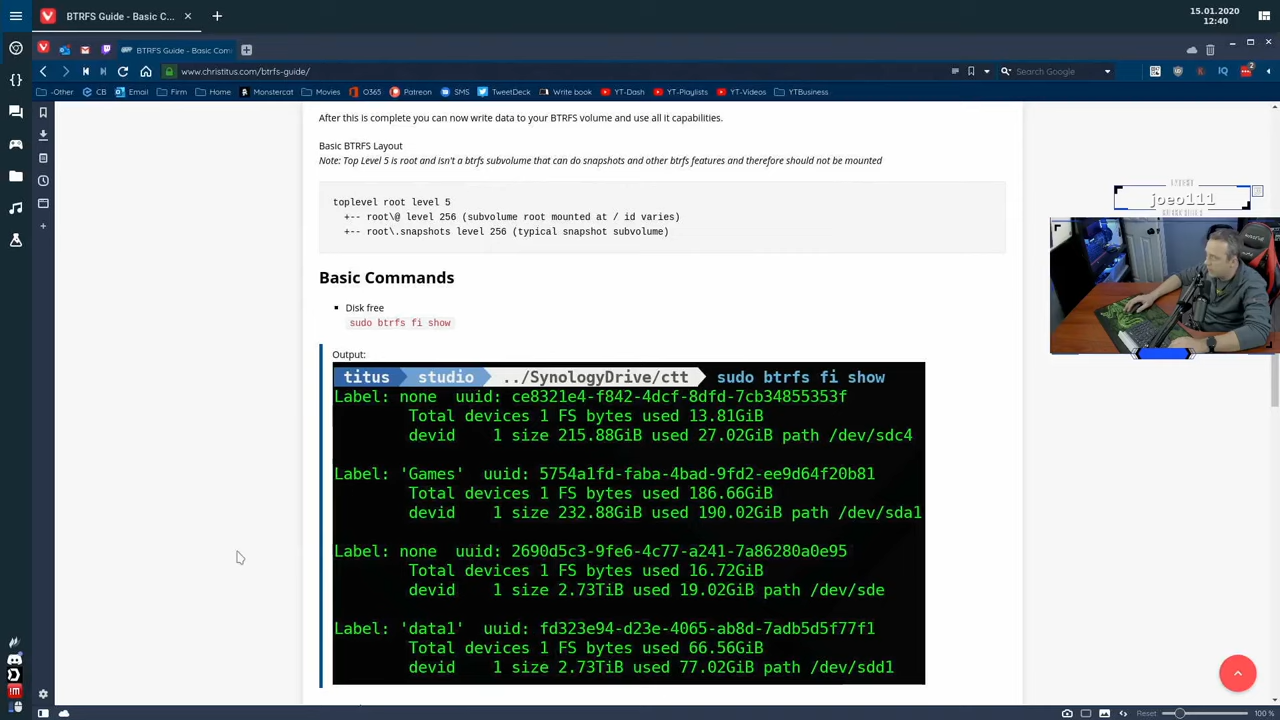 BTRFS Guide - Basic C...
15.01.2020
12:40
BTRFS Guide - Basic Com
www.christitus.com/btrfs-guide/
Search Google
2
-Other
CB
Email
Firm
Home
Monstercat
Movies
O365
Patreon
SMS
TweetDeck
Write book
YT-Dash
YT-Playlists
YT-Videos
YTBusiness
After this is complete you can now write data to your BTRFS volume and use all it capabilities.
Basic BTRFS Layout
Note: Top Level 5 is root and isn't a btrfs subvolume that can do snapshots and other btrfs features and therefore should not be mounted
toplevel root level 5
+-- root\@ level 256 (subvolume root mounted at / id varies)
+-- root\.snapshots level 256 (typical snapshot subvolume)
joeo111
Basic Commands
Disk free
sudo btrfs fi show
Output:
titus studio ../SynologyDrive/ctt sudo btrfs fi show
Label: none uuid: ce8321e4-f842-4dcf-8dfd-7cb34855353f
Total devices 1 FS bytes used 13.81GiB
devid 1 size 215.88GiB used 27.02GiB path /dev/sdc4
Label: 'Games' uuid: 5754a1fd-faba-4bad-9fd2-ee9d64f20b81
Total devices 1 FS bytes used 186.66GiB
devid 1 size 232.88GiB used 190.02GiB path /dev/sda1
Label: none uuid: 2690d5c3-9fe6-4c77-a241-7a86280a0e95
Total devices 1 FS bytes used 16.72GiB
devid 1 size 2.73TiB used 19.02GiB path /dev/sde
Label: 'data1' uuid: fd323e94-d23e-4065-ab8d-7adb5d5f77f1
Total devices 1 FS bytes used 66.56GiB
devid 1 size 2.73TiB used 77.02GiB path /dev/sdd1
Reset
100 %